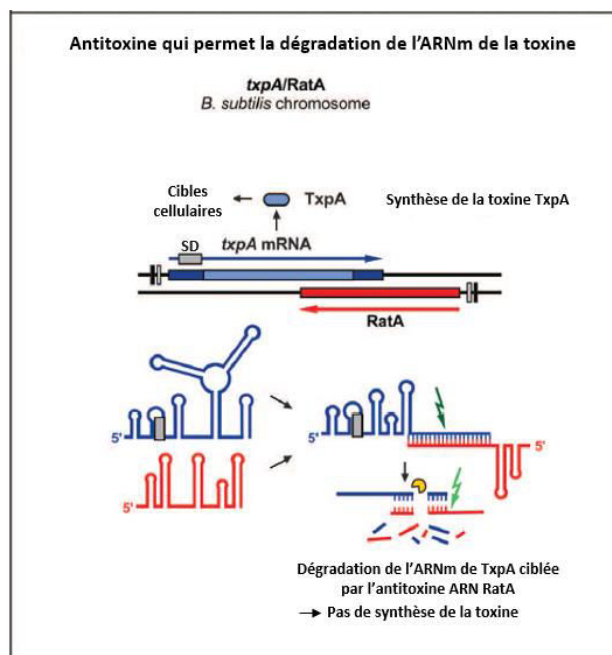 Antitoxine qui permet la dégradation de l'ARNm de la toxine
txpA/RatA
B. subtilis chromosome
Cibles
cellulaires
TxpA
Synthèse de la toxine TxpA
SD
txpA mRNA
RatA
5'
5'
5'
5'
Dégradation de l'ARNm de TxpA ciblée
par l'antitoxine ARN RatA
→ Pas de synthèse de la toxine